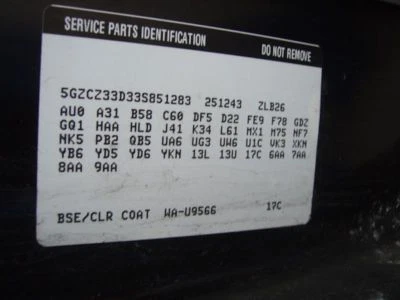 SERVICE PARTS IDENTIFICATION DO NOT REMOVE
5GZCZ33D33S851283 251243 ZLB26
AU0 A31 B58 C60 DF5 D22 FE9 F78 GDZ
GQ1 HAA HLD J41 K34 L61 MX1 M75 NF7
NK5 PB2 QB5 UA6 UG3 UW6 U1C VK3 XKN
YB6 YD5 YD6 YKN 13L 13U 17C 6AA 7AA
8AA 9AA
BSE/CLR COAT WA-U9566 17C